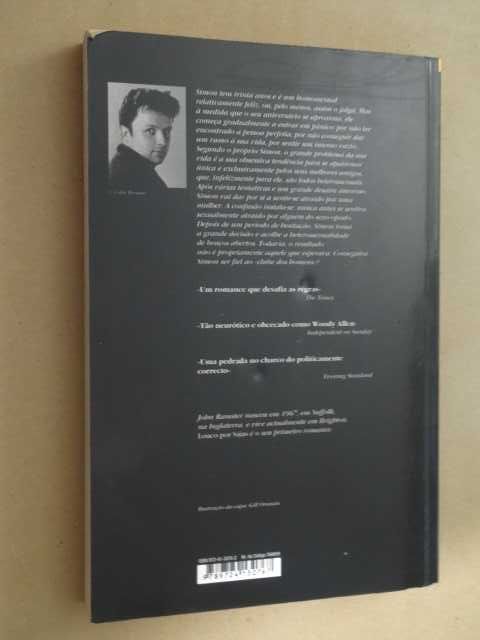 Simon tem trinta anos e é um homossexual
relativamente feliz, ou, pelo menos, assim o julga. Mas
à medida que o seu aniversário se aproxima, ele
começa gradualmente a entrar em pânico: por não ter
encontrado a pessoa perfeita, por não conseguir dar
um rumo à sua vida, por sentir um imenso vazio.
Segundo o próprio Simon, o grande problema da sua
vida é a sua obsessiva tendência para se apaixonar
única e exclusivamente pelos seus melhores amigos,
que, infelizmente para ele, são todos heterossexuais.
Após várias tentativas e um grande desaire amoroso,
Simon vai dar por si a sentir-se atraído por uma
mulher. A confusão instala-se: nunca antes se sentira
sexualmente atraído por alguém do sexo oposto.
Depois de um período de hesitação, Simon toma
a grande decisão e acolhe a heterossexualidade
de braços abertos. Todavia, o resultado
não é propriamente aquele que esperava. Conseguirá
Simon ser fiel ao «clube dos homens»?
«Um romance que desafia as regras»
The Times
«Tão neurótico e obcecado como Woody Allen»
Independent on Sunday
«Uma pedrada no charco do politicamente
correcto»
Evening Standard
John Ramster nasceu em em Suffolk,
na Inglaterra, e vive actualmente em Brighton.
Louco por é o seu primeiro romance.
Ilustração da capa: